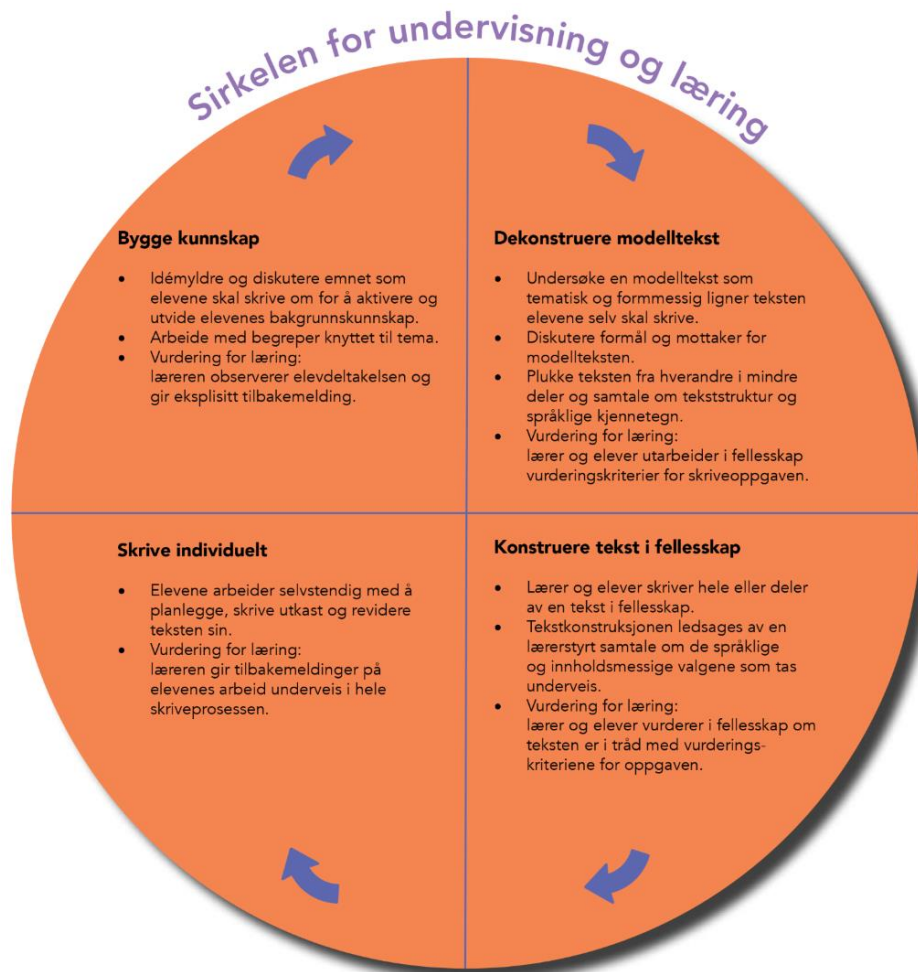 Sirkelen for undervisning og læring
Bygge kunnskap
• Idémyldre og diskutere emnet som
elevene skal skrive om for å aktivere og
utvide elevenes bakgrunnskunnskap.
• Arbeide med begreper knyttet til tema.
• Vurdering for læring:
læreren observerer elevdeltakelsen og
gir eksplisitt tilbakemelding.
Dekonstruere modelltekst
• Undersøke en modelltekst som
tematisk og formmessig ligner teksten
elevene selv skal skrive.
• Diskutere formål og mottaker for
modellteksten.
• Plukke teksten fra hverandre i mindre
deler og samtale om tekststruktur og
språklige kjennetegn.
• Vurdering for læring:
lærer og elever utarbeider i fellesskap
vurderingskriterier for skriveoppgaven.
Konstruere tekst i fellesskap
• Lærer og elever skriver hele eller deler
av en tekst i fellesskap.
• Tekstkonstruksjonen ledsages av en
lærerstyrt samtale om de språklige
og innholdsmessige valgene som tas
underveis.
• Vurdering for læring:
lærer og elever vurderer i fellesskap om
teksten er i tråd med vurderings-
kriteriene for oppgaven.
Skrive individuelt
• Elevene arbeider selvstendig med å
planlegge, skrive utkast og revidere
teksten sin.
• Vurdering for læring:
læreren gir tilbakemeldinger på
elevenes arbeid underveis i hele
skriveprosessen.